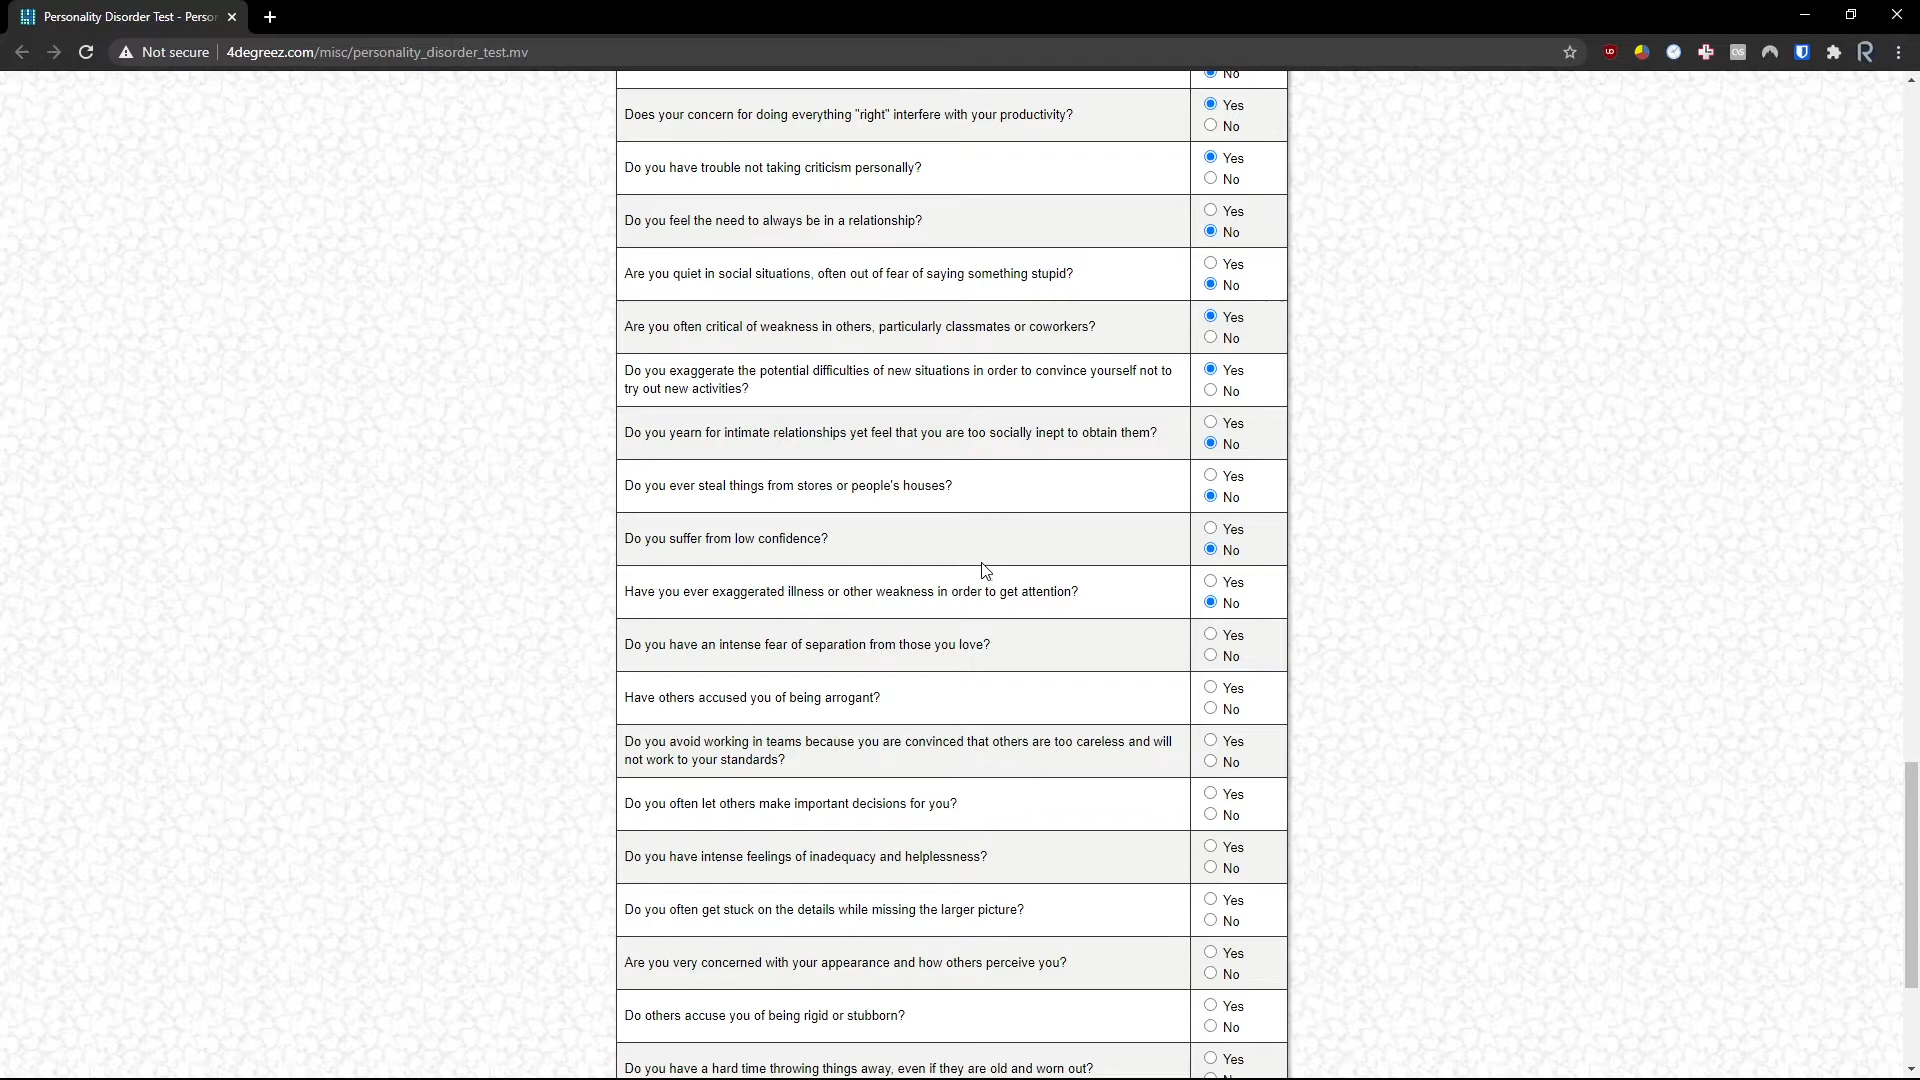 Personality Disorder Test - Perso
Not secure
4degreez.com/misc/personality_disorder_test.mv
No
Does your concern for doing everything "right" interfere with your productivity?
Yes
No
Do you have trouble not taking criticism personally?
Yes
No
Do you feel the need to always be in a relationship?
Yes
No
Are you quiet in social situations, often out of fear of saying something stupid?
Yes
No
Are you often critical of weakness in others, particularly classmates or coworkers?
Yes
No
Do you exaggerate the potential difficulties of new situations in order to convince yourself not to
try out new activities?
Yes
No
Do you yearn for intimate relationships yet feel that you are too socially inept to obtain them?
Yes
No
Do you ever steal things from stores or people's houses?
Yes
No
Do you suffer from low confidence?
Yes
No
Have you ever exaggerated illness or other weakness in order to get attention?
Yes
No
Do you have an intense fear of separation from those you love?
Yes
No
Have others accused you of being arrogant?
Yes
No
Do you avoid working in teams because you are convinced that others are too careless and will
not work to your standards?
Yes
No
Do you often let others make important decisions for you?
Yes
No
Do you have intense feelings of inadequacy and helplessness?
Yes
No
Do you often get stuck on the details while missing the larger picture?
Yes
No
Are you very concerned with your appearance and how others perceive you?
Yes
No
Do others accuse you of being rigid or stubborn?
Yes
No
Do you have a hard time throwing things away, even if they are old and worn out?
Yes